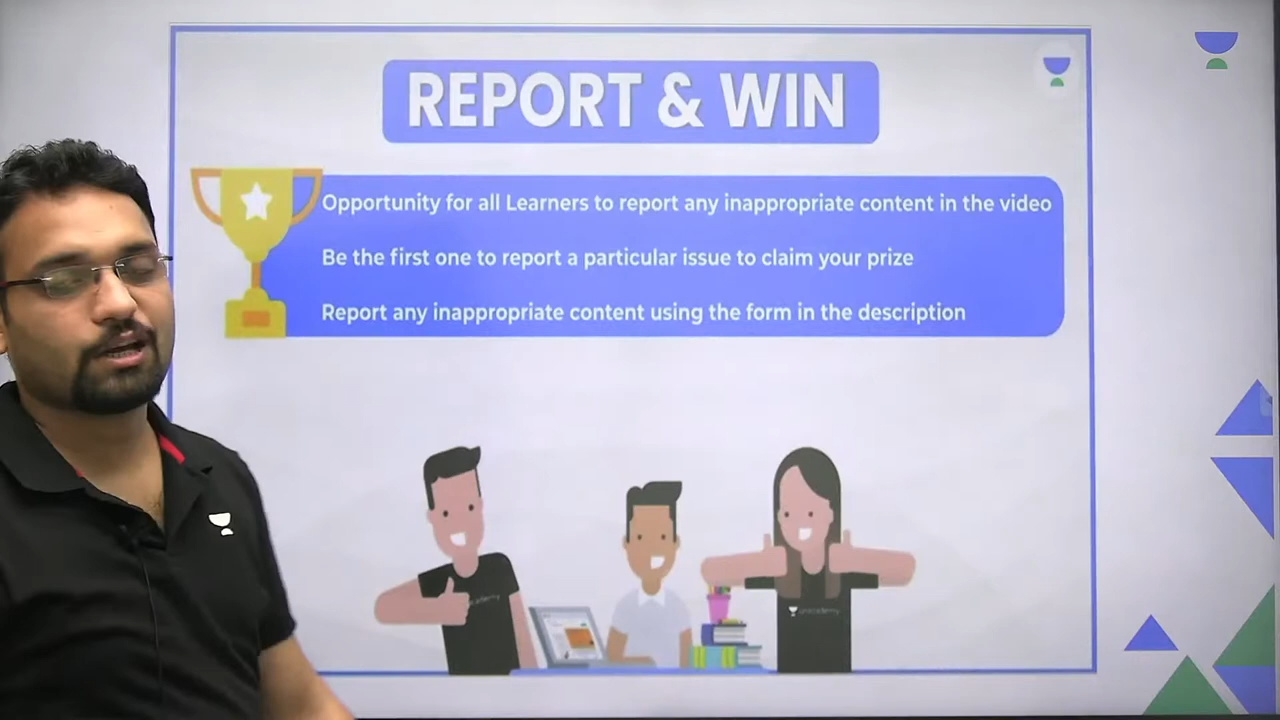 REPORT & WIN
Opportunity for all Learners to report any inappropriate content in the video
Be the first one to report a particular issue to claim your prize
Report any inappropriate content using the form in the description
unacademy